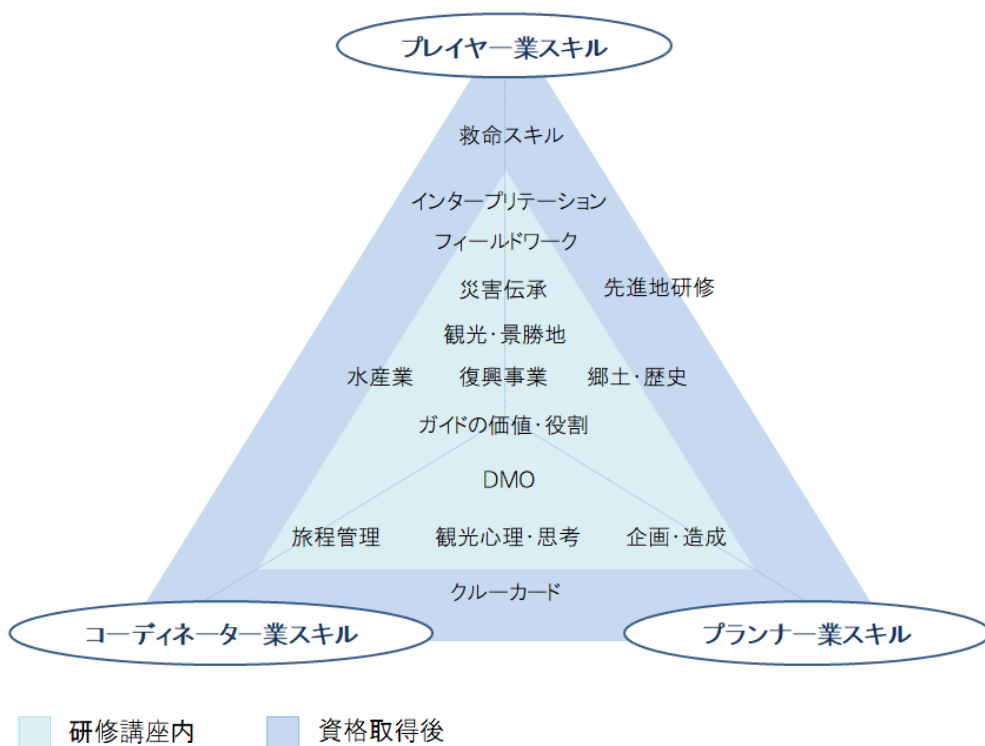 プレイヤー業スキル
救命スキル
インタープリテーション
フィールドワーク
災害伝承
先進地研修
観光・景勝地
水産業 復興事業 郷土・歴史
ガイドの価値・役割
DMO
旅程管理 観光心理・思考 企画・造成
クルーカード
コーディネーター業スキル プランナー業スキル
研修講座内 資格取得後